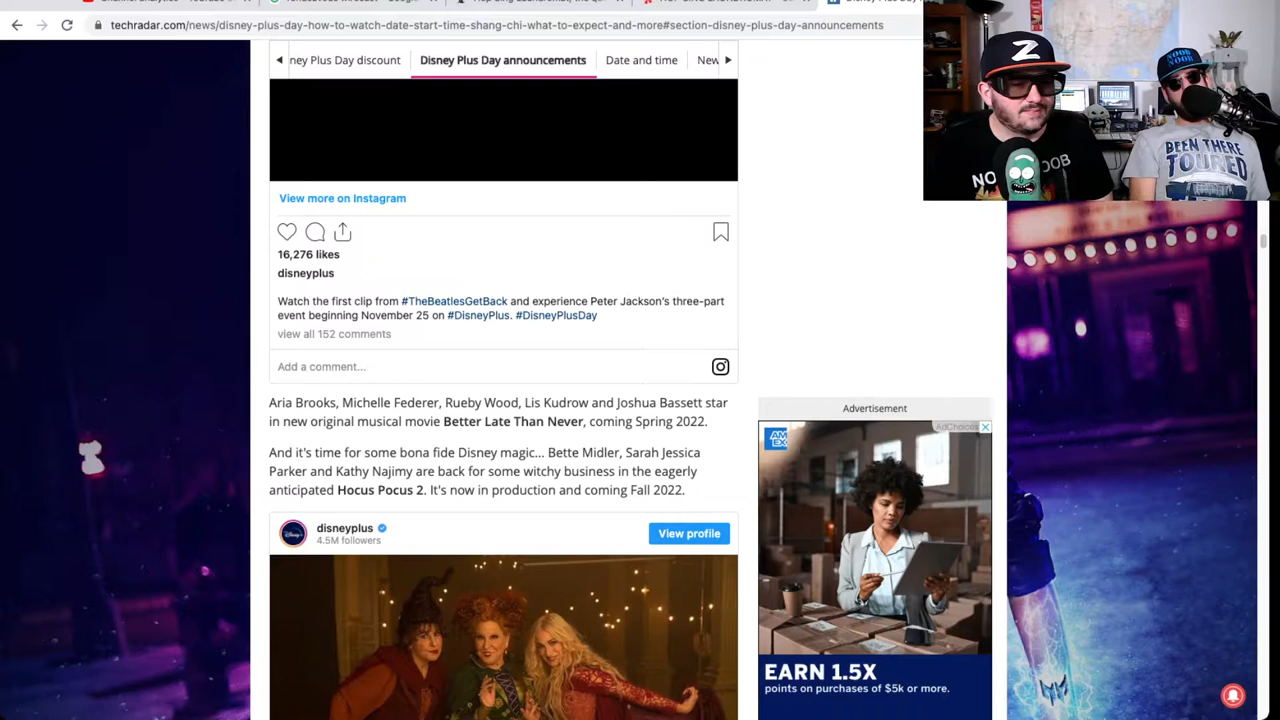 techradar.com/news/disney-plus-day-how-to-watch-date-start-time-shang-chi-what-to-expect-and-more#section-disney-plus-day-announcements
ney Plus Day discount
Disney Plus Day announcements
Date and time
New
View more on Instagram
16,276 likes
disneyplus
Watch the first clip from #TheBeatlesGetBack and experience Peter Jackson's three-part
event beginning November 25 on #DisneyPlus. #DisneyPlusDay
view all 152 comments
Add a comment...
Aria Brooks, Michelle Federer, Rueby Wood, Lis Kudrow and Joshua Bassett star
in new original musical movie Better Late Than Never, coming Spring 2022.
And it's time for some bona fide Disney magic... Bette Midler, Sarah Jessica
Parker and Kathy Najimy are back for some witchy business in the eagerly
anticipated Hocus Pocus 2. It's now in production and coming Fall 2022.
disneyplus
4.5M followers
View profile
Advertisement
AdChoices
AM
EX
EARN 1.5X
points on purchases of $5k or more.
Z
NOOB
NOOB
BEEN THERE
TOURED